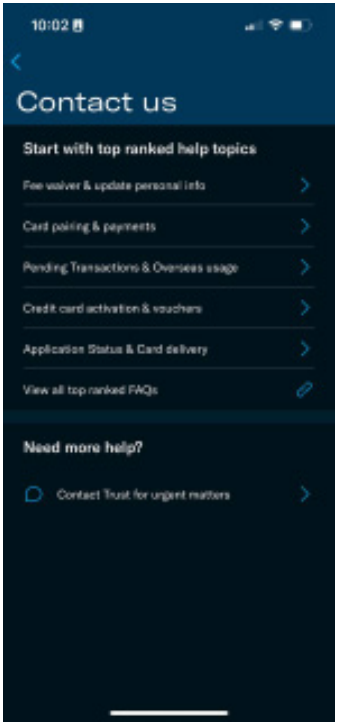 10:02
Contact us
Start with top ranked help topics
Fee waiver & update personal info
Card pairing & payments
Pending Transactions & Overseas usage
Credit card activation & vouchers
Application Status & Card delivery
View all top ranked FAQs
Need more help?
Contact Trust for urgent matters